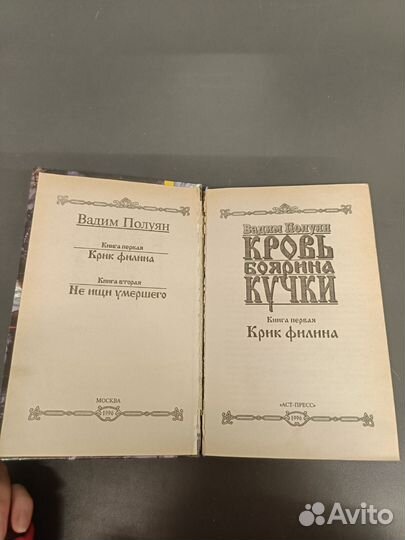 Вадим Полуян
Книга первая
Крик филина
Книга вторая
Не ищи умершего
МОСКВА
1996
Вадим Полуян
КРОВЬ
БОЯРИНА
КУЧКИ
Книга первая
Крик филина
«АСТ-ПРЕСС»
1996
Avito